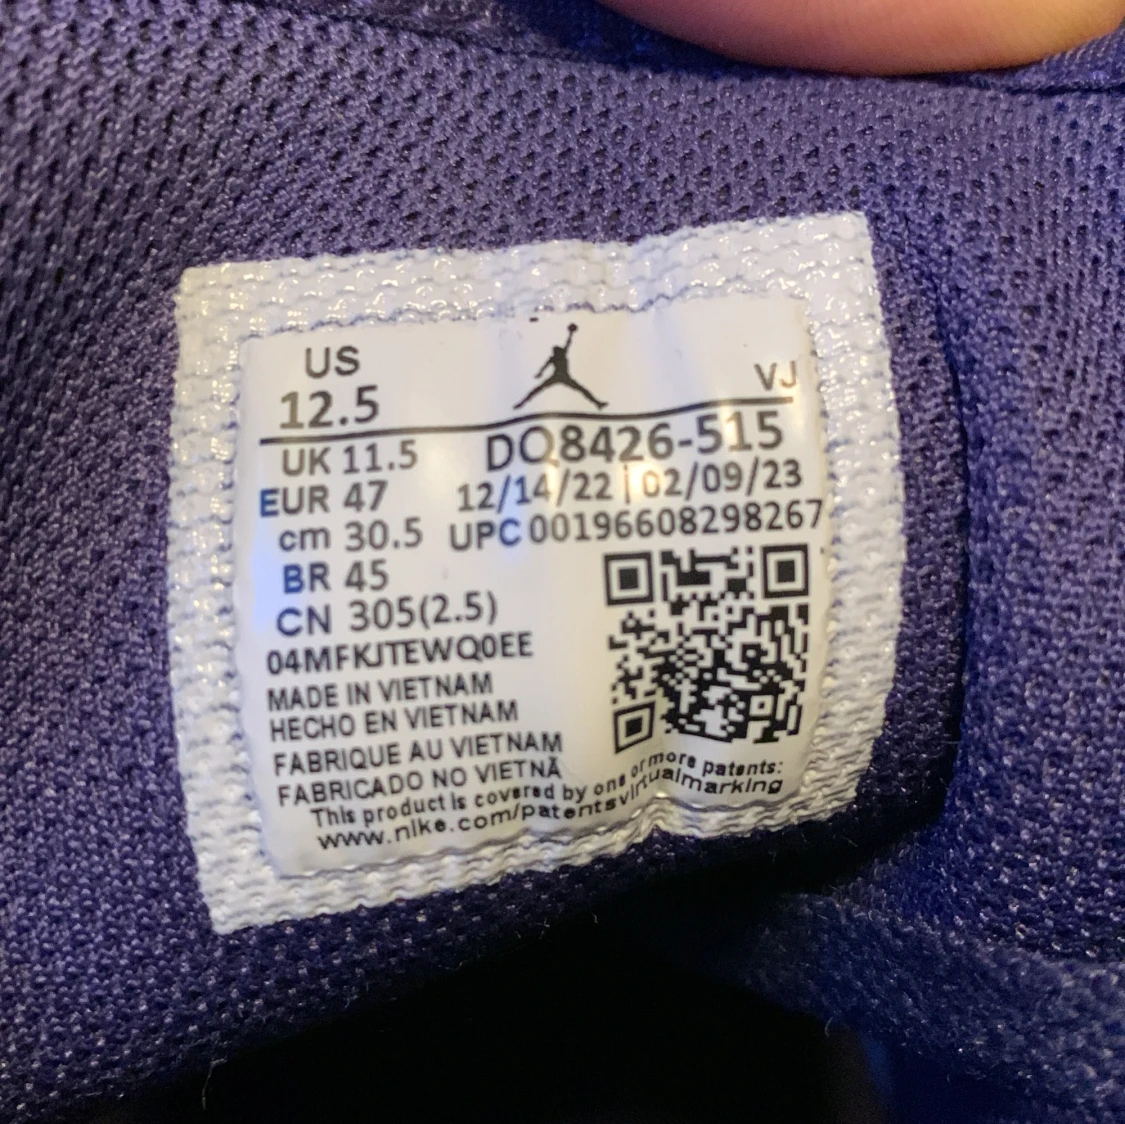 US
12.5
VJ
UK 11.5
EUR 47
cm 30.5
BR 45
CN 305(2.5)
DQ8426-515
12/14/22 | 02/09/23
UPC 00196608298267
04MFKJTEWQ0EE
MADE IN VIETNAM
HECHO EN VIETNAM
FABRIQUE AU VIETNAM
FABRICADO NO VIETNÃ
This product is covered by one or more patents:
www.nike.com/patentsvirtualmarking